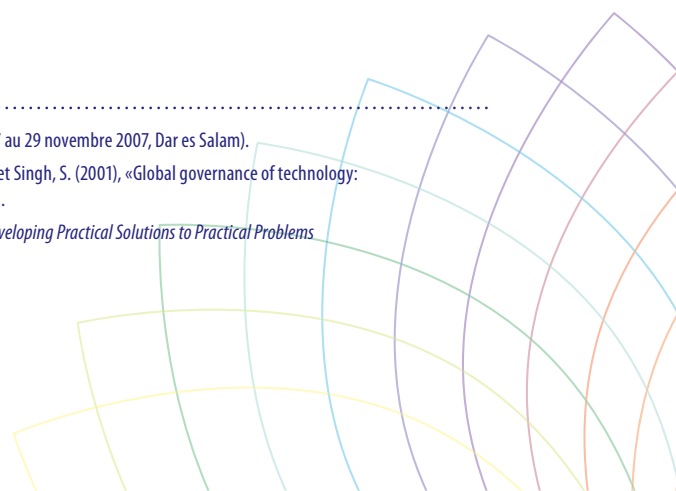 au 29 novembre 2007, Dar es Salam).
et Singh, S. (2001), «Global governance of technology:
.
veloping Practical Solutions to Practical Problems